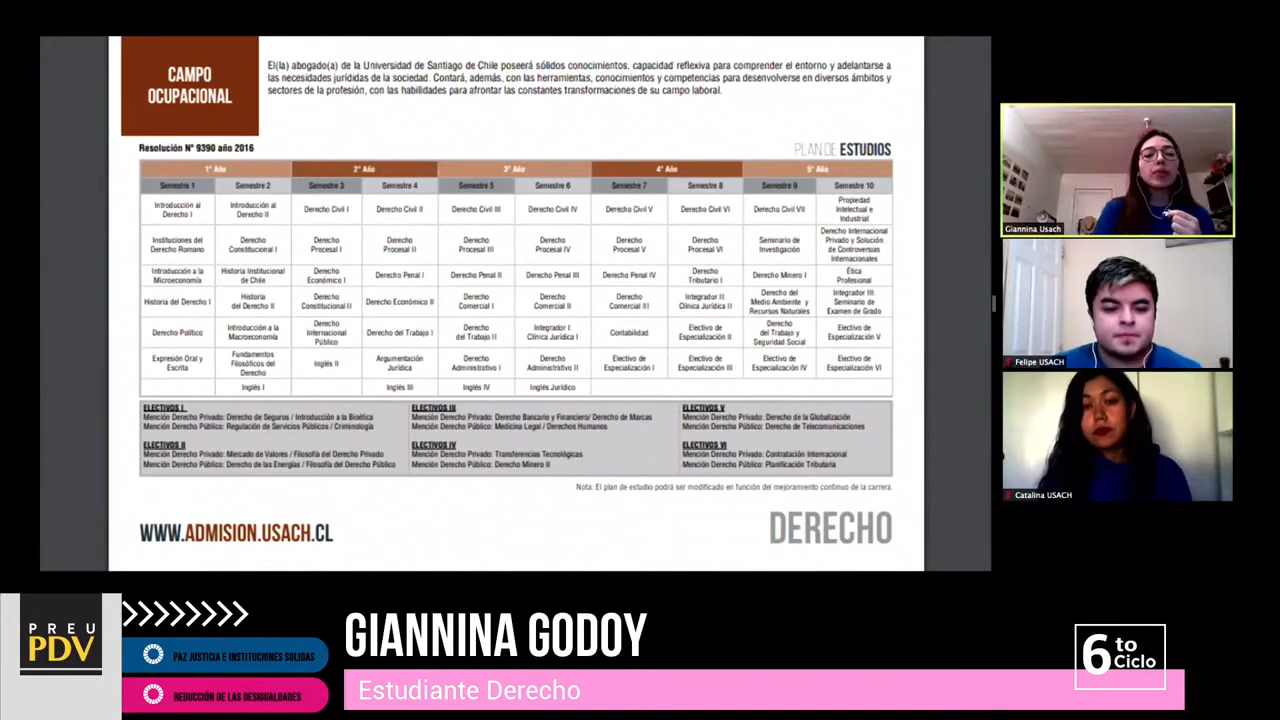 CAMPO
OCUPACIONAL
El(la) abogado(a) de la Universidad de Santiago de Chile poseerá sólidos conocimientos, capacidad reflexiva para comprender el entorno y adelantarse a
las necesidades jurídicas de la sociedad. Contará, además, con las herramientas, conocimientos y competencias para desenvolverse en diversos ámbitos y
sectores de la profesión, con las habilidades para afrontar las constantes transformaciones de su campo laboral.
Resolución Nº 9390 año 2016
PLAN DE ESTUDIOS
1º Año 2º Año 3º Año 4º Año 5º Año
Semestre 1 Semestre 2 Semestre 3 Semestre 4 Semestre 5 Semestre 6 Semestre 7 Semestre 8 Semestre 9 Semestre 10
Introducción al Derecho I Introducción al Derecho II Derecho Civil I Derecho Civil II Derecho Civil III Derecho Civil IV Derecho Civil V Derecho Civil VI Derecho Civil VII Propiedad Intelectual e Industrial
Instituciones del Derecho Romano Derecho Constitucional I Derecho Procesal I Derecho Procesal II Derecho Procesal III Derecho Procesal IV Derecho Procesal V Derecho Procesal VI Seminario de Investigación Derecho Internacional Privado y Solución de Controversias Internacionales
Introducción a la Microeconomía Historia Institucional de Chile Derecho Económico I Derecho Penal I Derecho Penal II Derecho Penal III Derecho Penal IV Derecho Tributario I Derecho Minero I Ética Profesional
Historia del Derecho I Historia del Derecho II Derecho Constitucional II Derecho Económico II Derecho Comercial I Derecho Comercial II Derecho Comercial III Integrador II: Clínica Jurídica II Derecho del Medio Ambiente y Recursos Naturales Integrador III: Seminario de Examen de Grado
Derecho Político Introducción a la Macroeconomía Derecho Internacional Público Derecho del Trabajo I Derecho del Trabajo II Integrador I: Clínica Jurídica I Contabilidad Electivo de Especialización II Derecho del Trabajo y Seguridad Social Electivo de Especialización V
Expresión Oral y Escrita Fundamentos Filosóficos del Derecho Inglés II Argumentación Jurídica Derecho Administrativo I Derecho Administrativo II Electivo de Especialización I Electivo de Especialización III Electivo de Especialización IV Electivo de Especialización VI
Inglés I Inglés III Inglés IV Inglés Jurídico
ELECTIVOS I
Mención Derecho Privado: Derecho de Seguros / Introducción a la Bioética
Mención Derecho Público: Regulación de Servicios Públicos / Criminología
ELECTIVOS II
Mención Derecho Privado: Mercado de Valores / Filosofía del Derecho Privado
Mención Derecho Público: Derecho de las Energías / Filosofía del Derecho Público
ELECTIVOS III
Mención Derecho Privado: Derecho Bancario y Financiero/ Derecho de Marcas
Mención Derecho Público: Medicina Legal / Derechos Humanos
ELECTIVOS IV
Mención Derecho Privado: Transferencias Tecnológicas
Mención Derecho Público: Derecho Minero II
ELECTIVOS V
Mención Derecho Privado: Derecho de la Globalización
Mención Derecho Público: Derecho de Telecomunicaciones
ELECTIVOS VI
Mención Derecho Privado: Contratación Internacional
Mención Derecho Público: Planificación Tributaria
Nota: El plan de estudio podrá ser modificado en función del mejoramiento continuo de la carrera.
WWW.ADMISION.USACH.CL
DERECHO
Giannina Usach
Felipe USACH
Catalina USACH
PREU
PDV
PAZ JUSTICIA E INSTITUCIONES SOLIDAS
REDUCCIÓN DE LAS DESIGUALDADES
GIANNINA GODOY
Estudiante Derecho
6 to
Ciclo